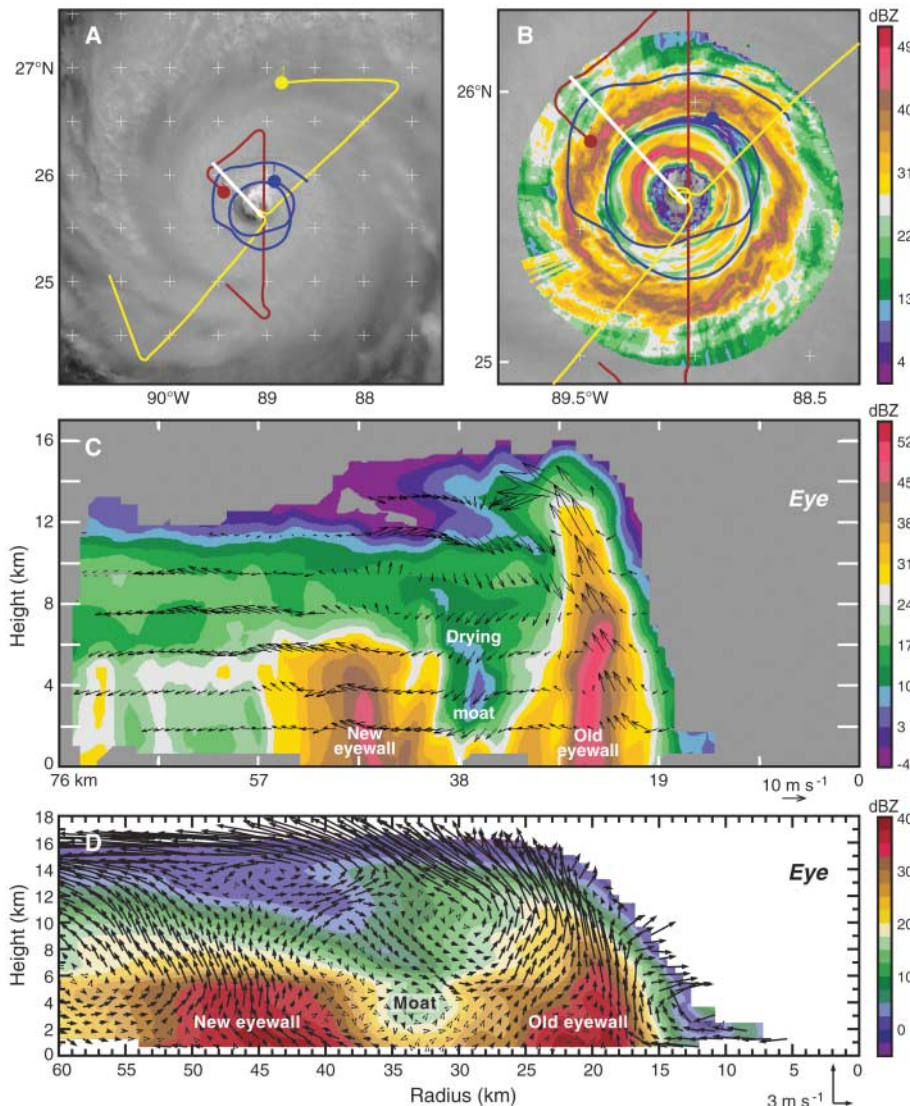 A
27°N
26
25
90°W
89
88
B
26°N
25
89.5°W
88.5
dBZ
49
40
31
22
13
4
C
Height (km)
16
12
8
4
0
Eye
Drying
moat
New
eyewall
Old
eyewall
76 km
57
38
19
0
10 m s⁻¹
dBZ
52
45
38
31
24
17
10
3
-4
D
Height (km)
18
16
14
12
10
8
6
4
2
0
Eye
Moat
New eyewall
Old eyewall
60
55
50
45
40
35
30
25
20
15
10
5
0
Radius (km)
3 m s⁻¹
dBZ
40
30
20
10
0